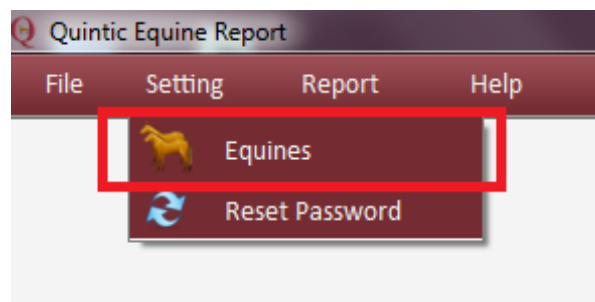 Quintic Equine Report
File Setting Report Help
Equines
Reset Password